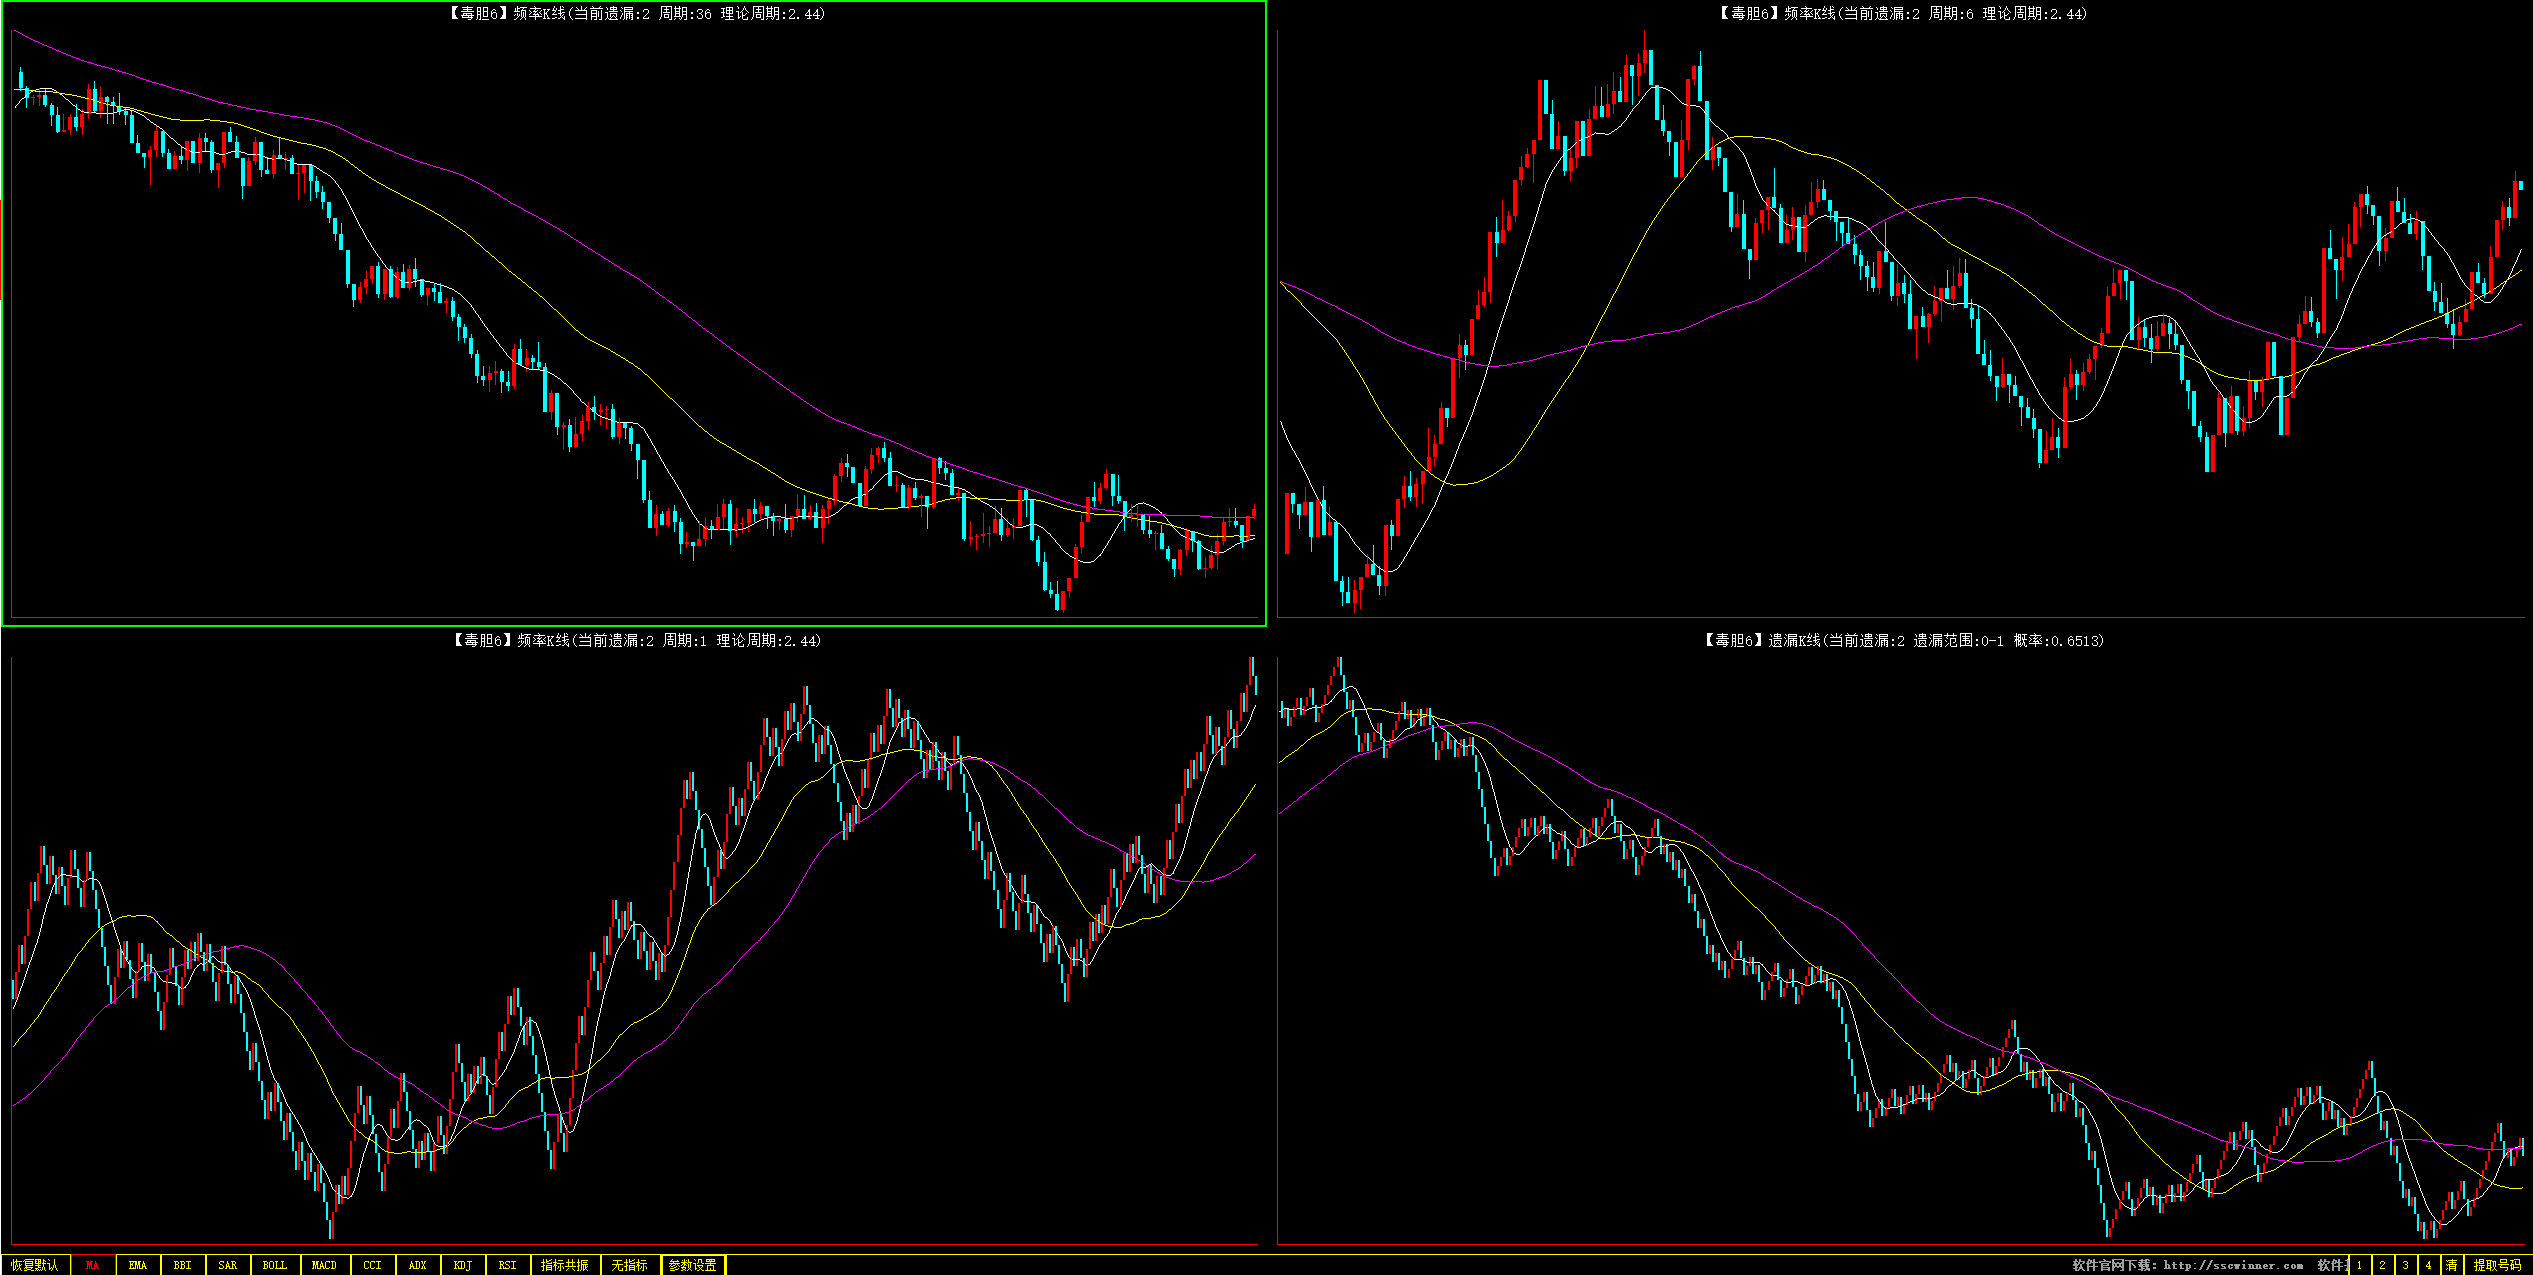 【毒胆6】频率K线(当前遗漏:2 周期:36 理论周期:2.44)
【毒胆6】频率K线(当前遗漏:2 周期:6 理论周期:2.44)
【毒胆6】频率K线(当前遗漏:2 周期:1 理论周期:2.44)
【毒胆6】遗漏K线(当前遗漏:2 遗漏范围:0-1 概率:0.6513)
恢复默认 MA EMA BBI SAR BOLL MACD CCI ADX KDJ RSI 指标共振 无指标 参数设置 软件官网下载: http://sscwinner.com 软件 1 2 3 4 清 提取号码